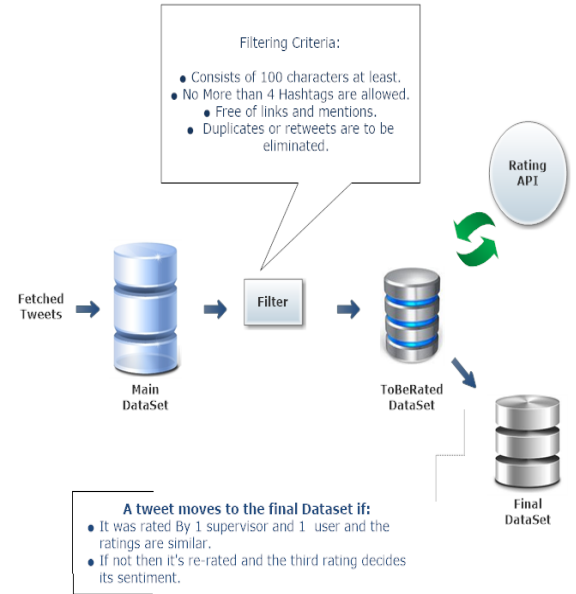 Filtering Criteria:
● Consists of 100 characters at least.
● No More than 4 Hashtags are allowed.
● Free of links and mentions.
● Duplicates or retweets are to be
eliminated.
Rating
API
Fetched
Tweets
Filter
Main
DataSet
ToBeRated
DataSet
Final
DataSet
A tweet moves to the final Dataset if:
● It was rated By 1 supervisor and 1 user and the
ratings are similar.
● If not then it's re-rated and the third rating decides
its sentiment.